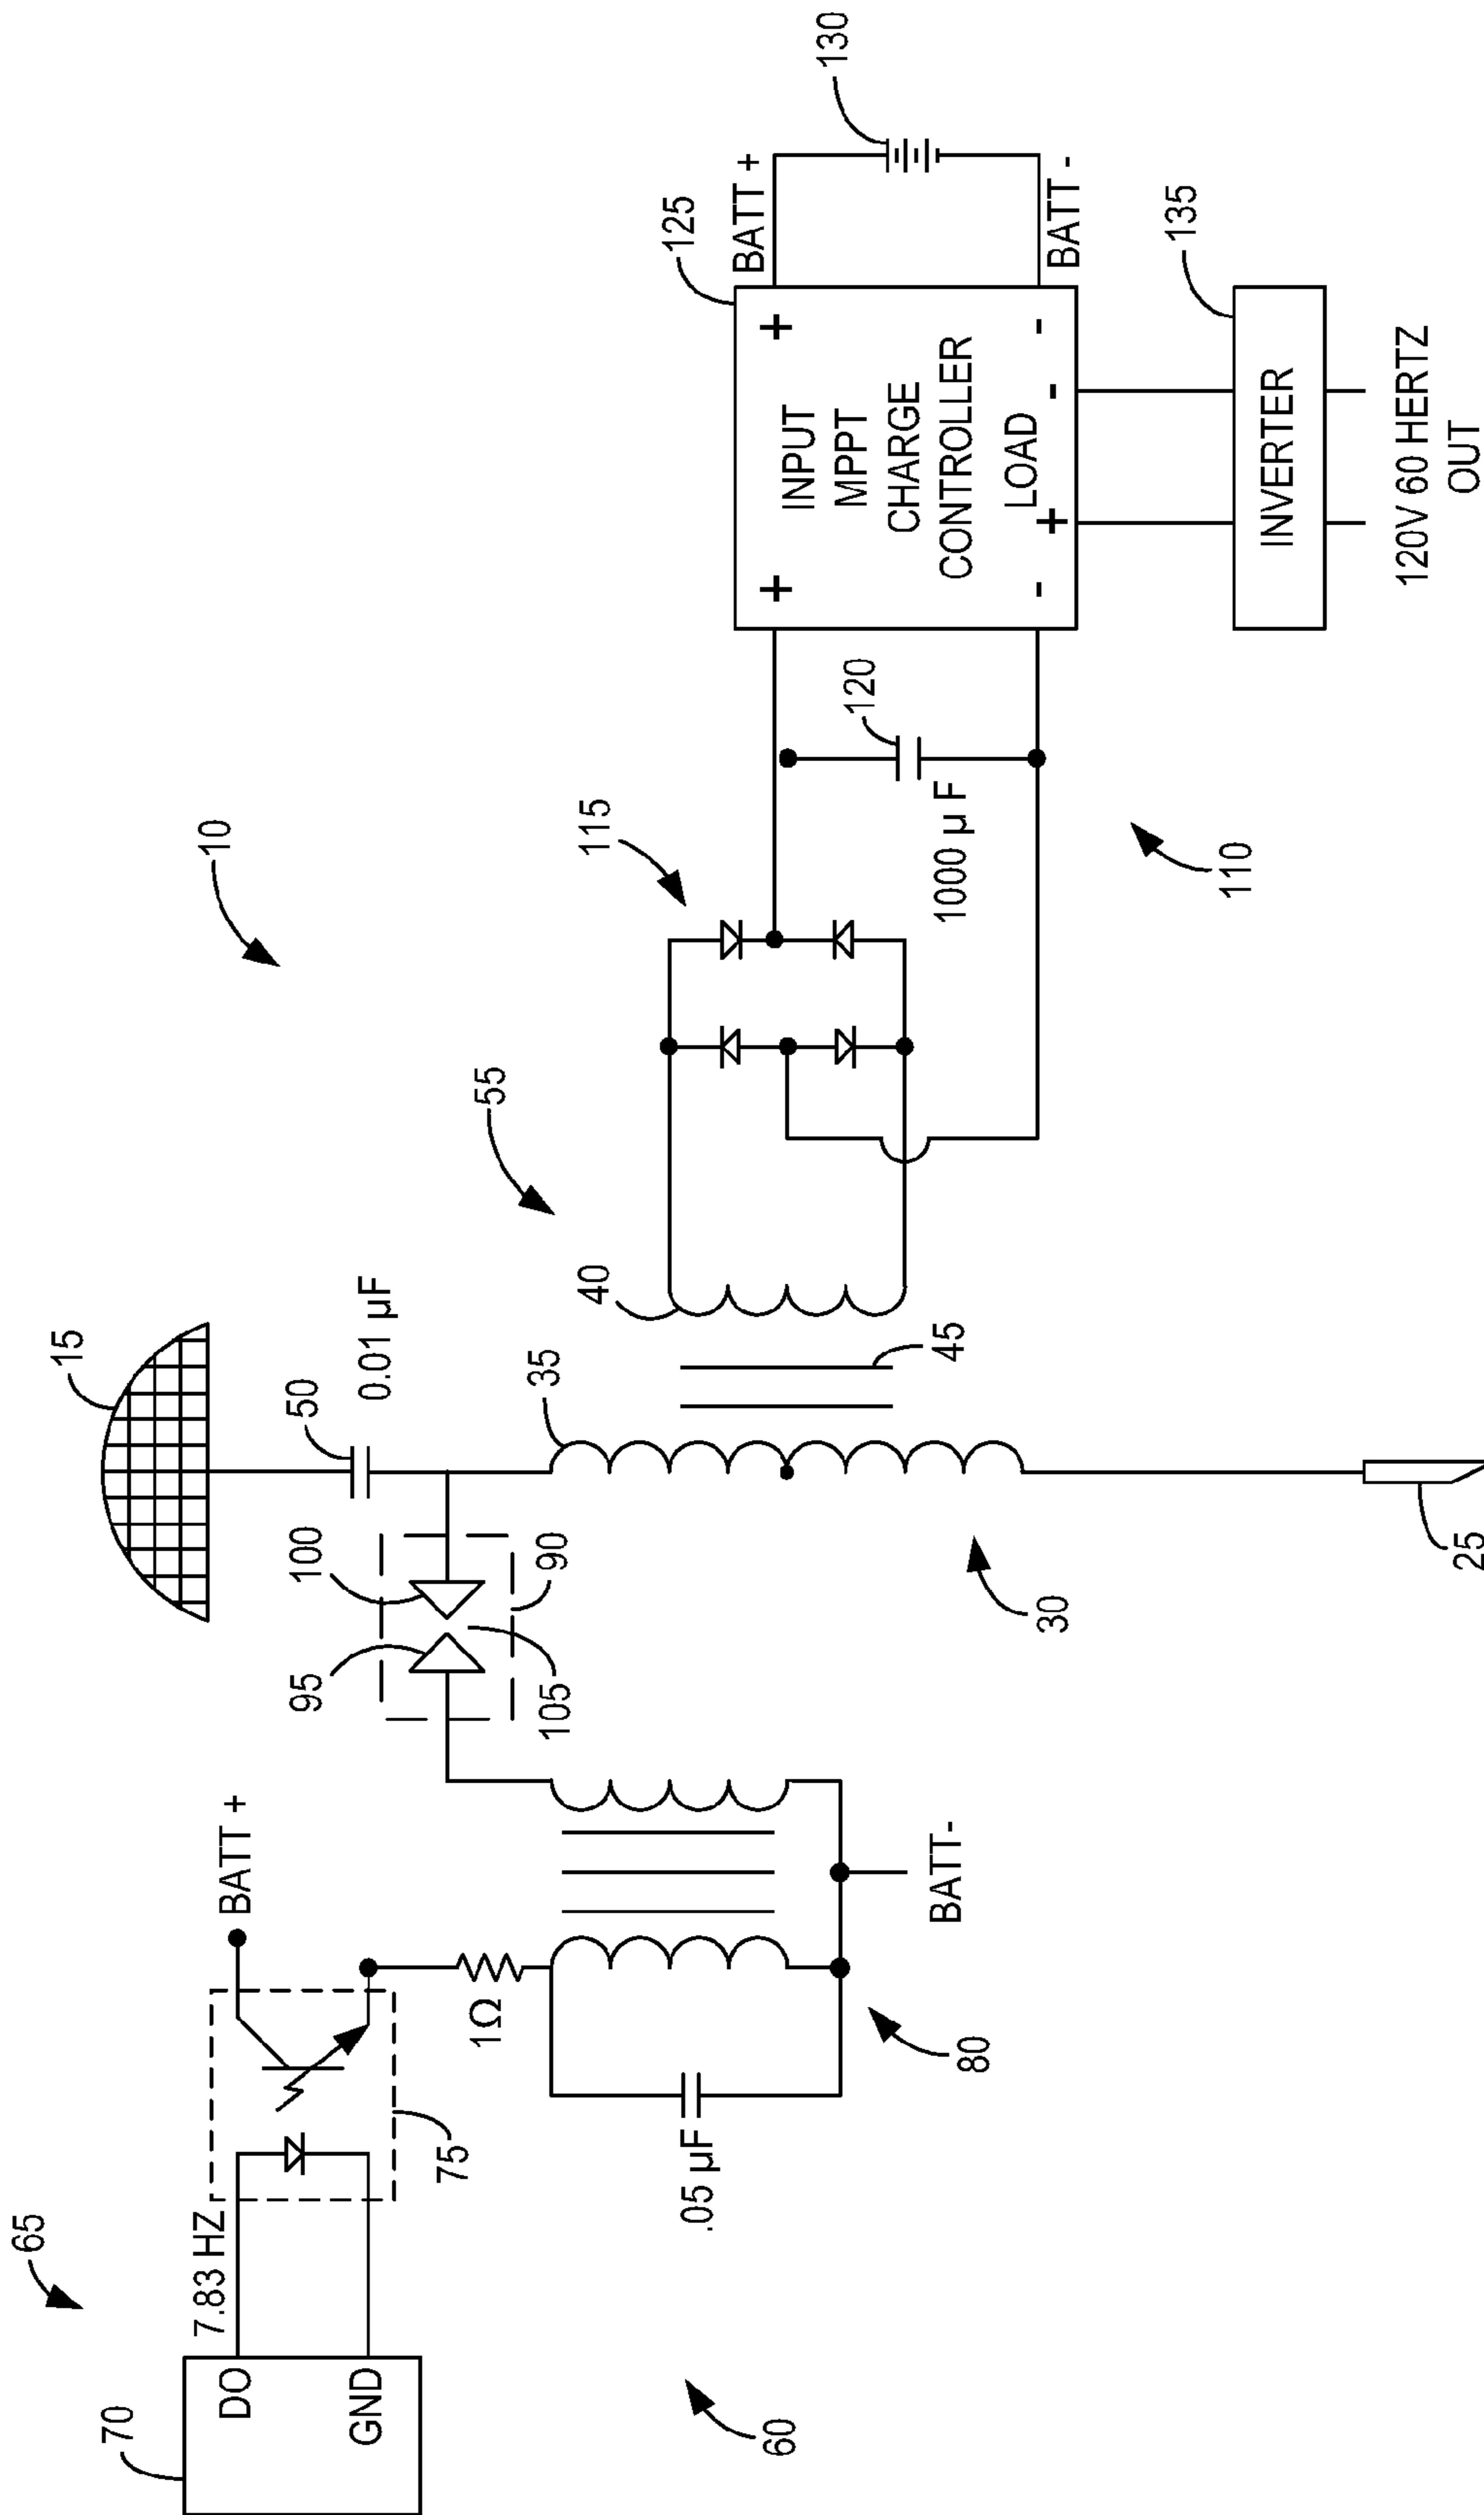 65
70
DO
GND
7.83 HZ
75
BATT +
1Ω
.05 µF
80
BATT-
60
95
100
105
90
15
50
0.01 µF
35
40
45
30
25
55
10
115
120
1000 µ F
110
125
INPUT
MPPT
CHARGE
CONTROLLER
LOAD
+
+
-
+
-
-
BATT +
BATT -
130
135
INVERTER
120V 60 HERTZ
OUT